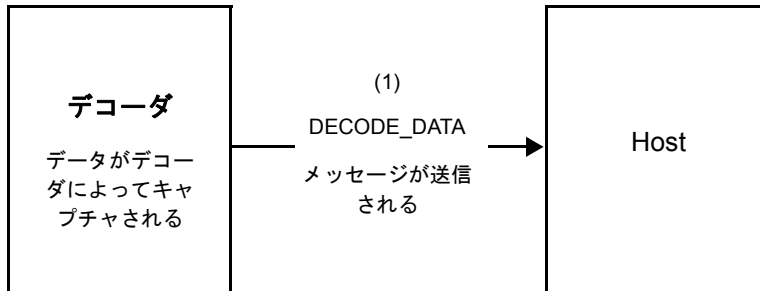 デコーダ
データがデコー
ダによってキャ
プチャされる
(1)
DECODE_DATA
メッセージが送信
される
Host